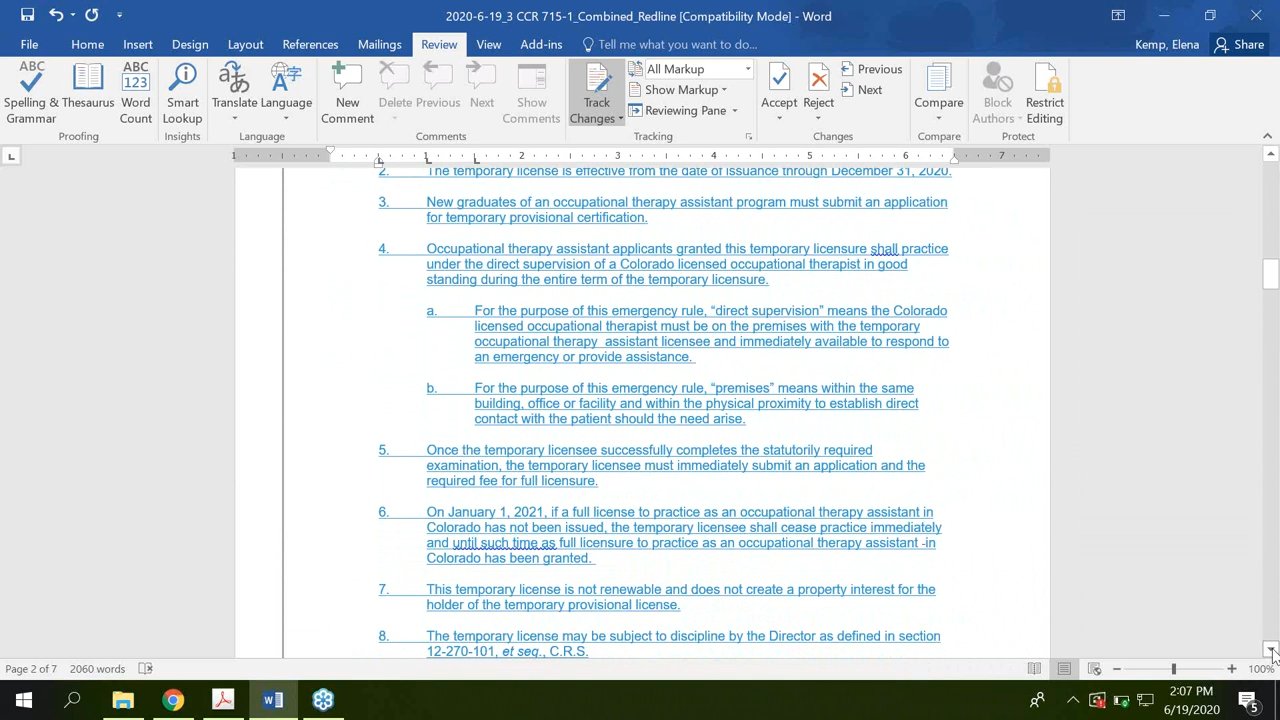 2020-6-19_3 CCR 715-1_Combined_Redline [Compatibility Mode] - Word
File Home Insert Design Layout References Mailings Review View Add-ins Tell me what you want to do... Kemp, Elena Share
ABC ABC 123
Spelling & Grammar Thesaurus Word Count Smart Lookup Translate Language New Comment Delete Previous Next Show Comments Track Changes All Markup Show Markup Reviewing Pane Accept Reject Previous Next Compare Block Authors Restrict Editing
Proofing Insights Language Comments Tracking Changes Compare Protect
1 1 2 3 4 5 6 7
2. The temporary license is effective from the date of issuance through December 31, 2020.
3. New graduates of an occupational therapy assistant program must submit an application
for temporary provisional certification.
4. Occupational therapy assistant applicants granted this temporary licensure shall practice
under the direct supervision of a Colorado licensed occupational therapist in good
standing during the entire term of the temporary licensure.
a. For the purpose of this emergency rule, “direct supervision” means the Colorado
licensed occupational therapist must be on the premises with the temporary
occupational therapy  assistant licensee and immediately available to respond to
an emergency or provide assistance.
b. For the purpose of this emergency rule, “premises” means within the same
building, office or facility and within the physical proximity to establish direct
contact with the patient should the need arise.
5. Once the temporary licensee successfully completes the statutorily required
examination, the temporary licensee must immediately submit an application and the
required fee for full licensure.
6. On January 1, 2021, if a full license to practice as an occupational therapy assistant in
Colorado has not been issued, the temporary licensee shall cease practice immediately
and until such time as full licensure to practice as an occupational therapy assistant -in
Colorado has been granted.
7. This temporary license is not renewable and does not create a property interest for the
holder of the temporary provisional license.
8. The temporary license may be subject to discipline by the Director as defined in section
12-270-101, et seq., C.R.S.
Page 2 of 7 2060 words 100%
2:07 PM
6/19/2020
5